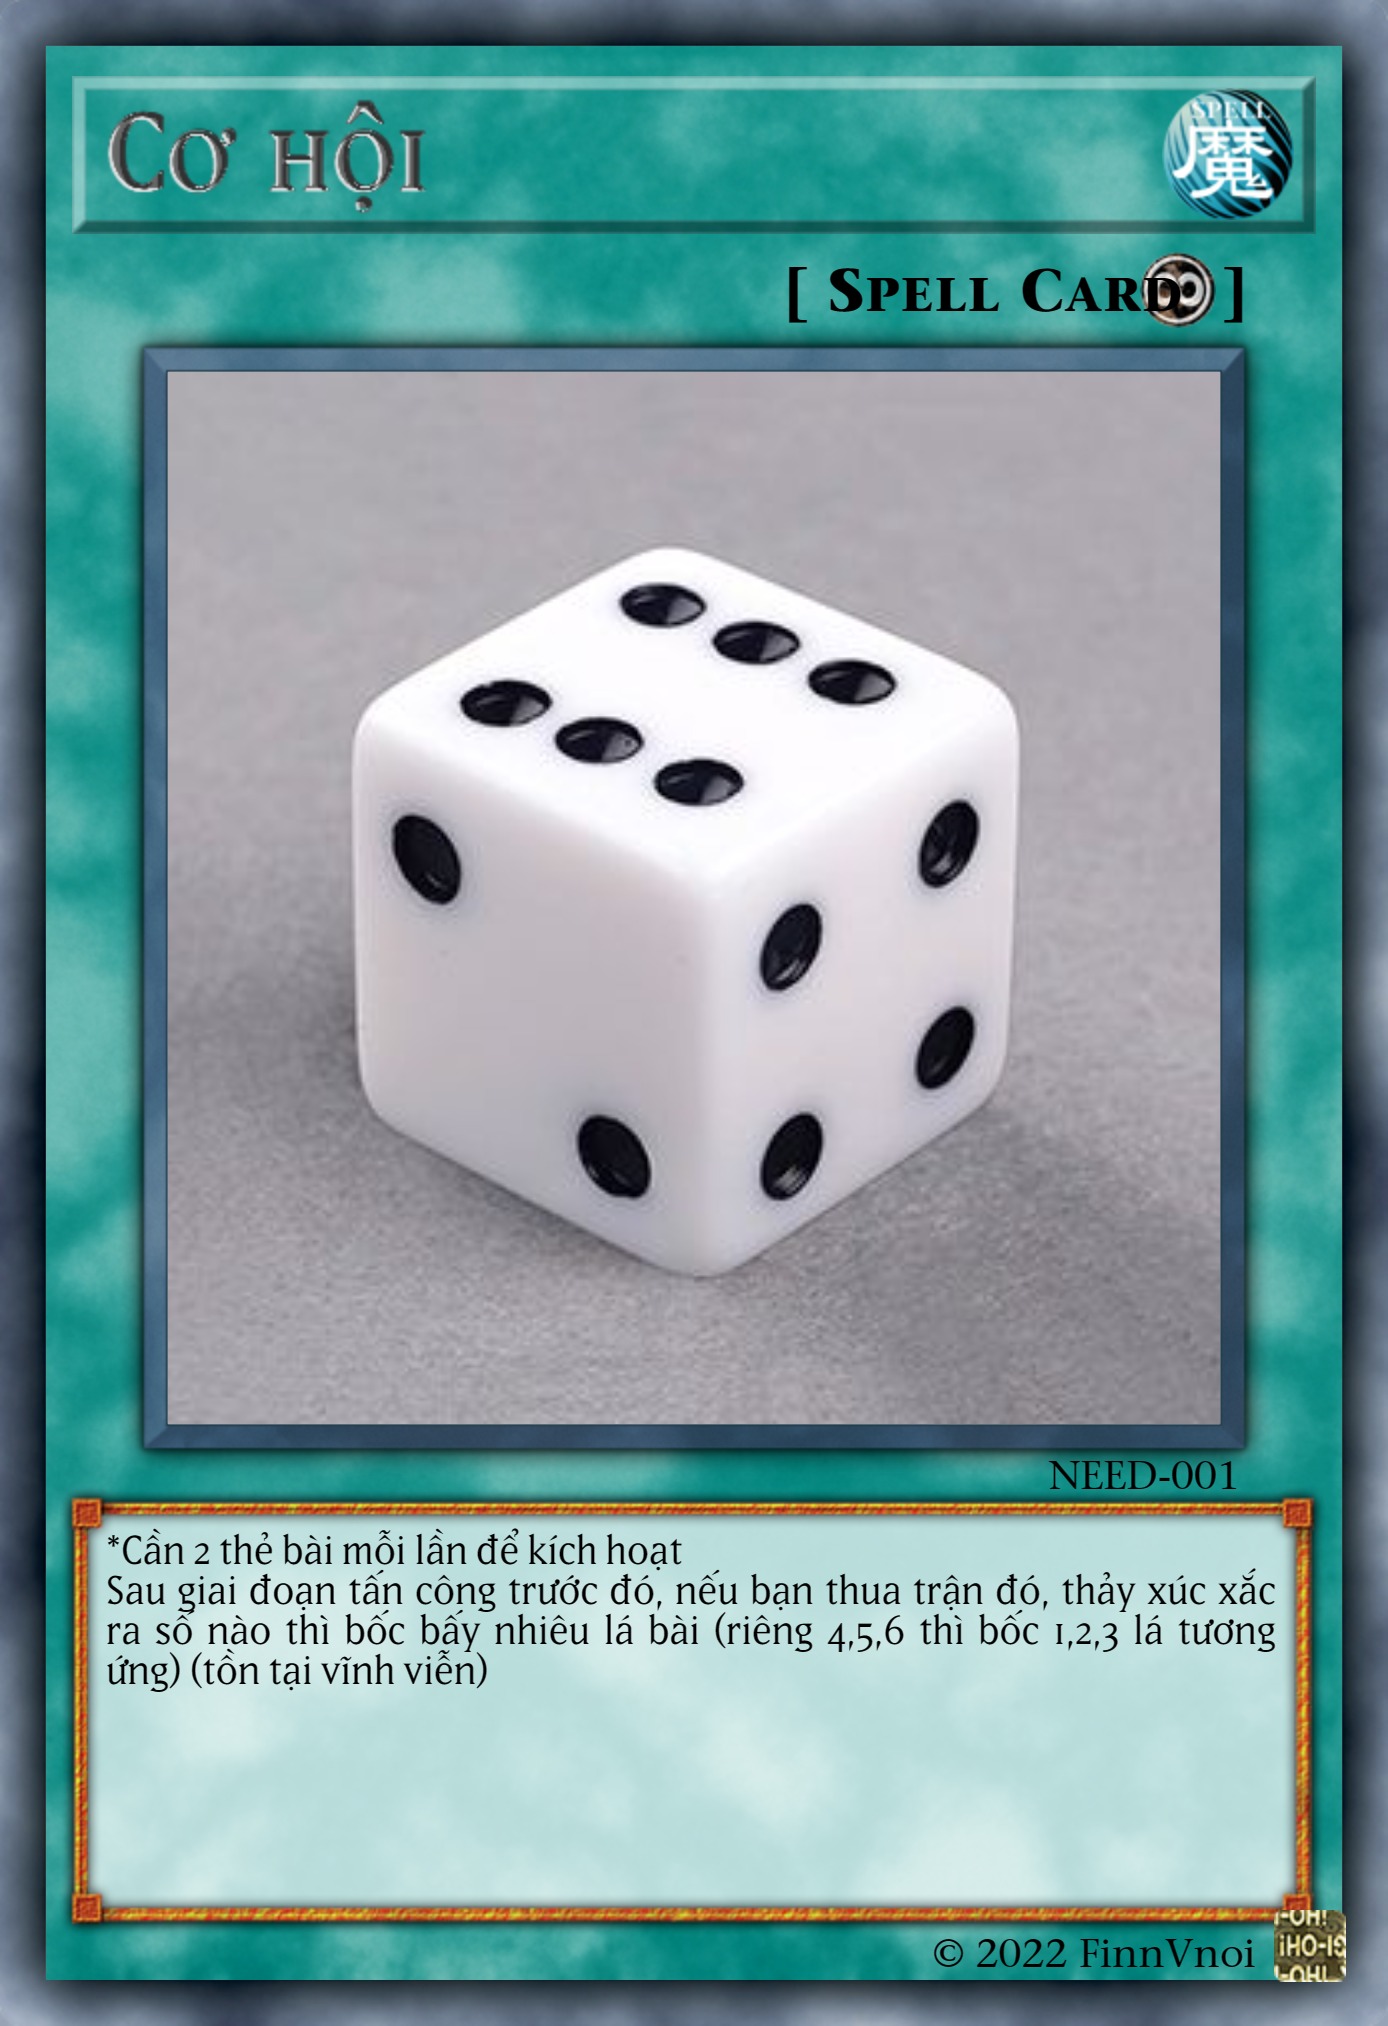 Cơ hội
SPELL
魔
[ Spell Card ]
NEED-001
*Cần 2 thẻ bài mỗi lần để kích hoạt
Sau giai đoạn tấn công trước đó, nếu bạn thua trận đó, thảy xúc xắc
ra số nào thì bốc bấy nhiêu lá bài (riêng 4,5,6 thì bốc 1,2,3 lá tương
ứng) (tồn tại vĩnh viễn)
© 2022 FinnVnoi